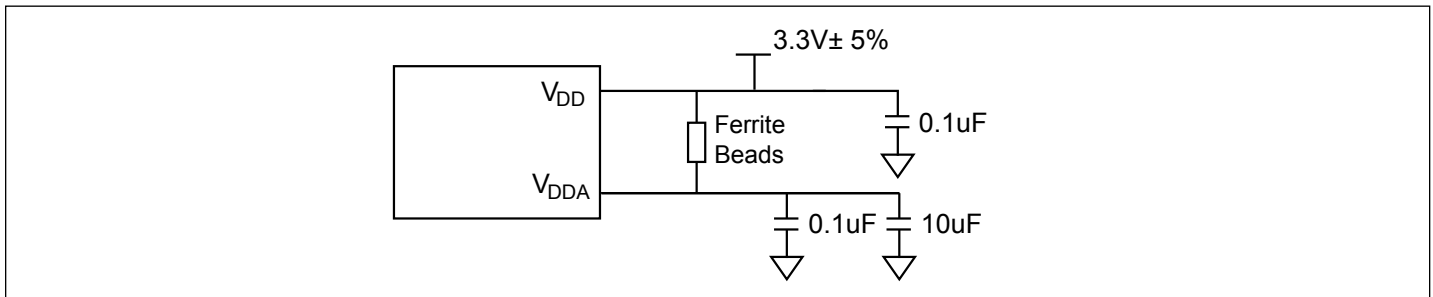 3.3V± 5%
VDD
Ferrite
Beads
0.1uF
VDDA
0.1uF
10uF